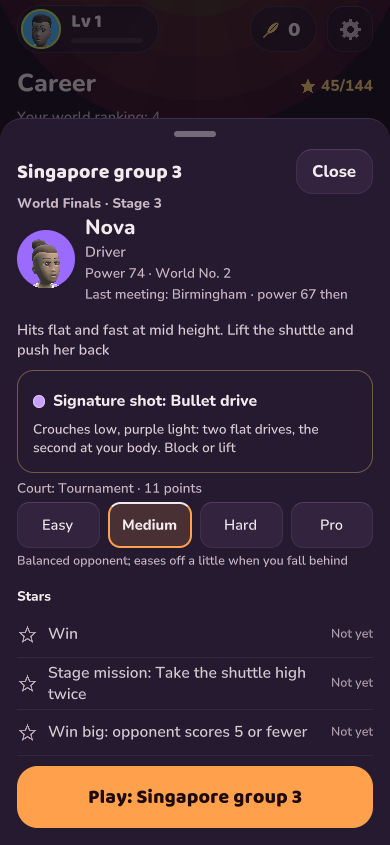 Lv 1
0
Career
45/144
Your world ranking: 4
Singapore group 3
Close
World Finals · Stage 3
Nova
Driver
Power 74 · World No. 2
Last meeting: Birmingham · power 67 then
Hits flat and fast at mid height. Lift the shuttle and
push her back
Signature shot: Bullet drive
Crouches low, purple light: two flat drives, the
second at your body. Block or lift
Court: Tournament · 11 points
Easy
Medium
Hard
Pro
Balanced opponent; eases off a little when you fall behind
Stars
Win
Not yet
Stage mission: Take the shuttle high
twice
Not yet
Win big: opponent scores 5 or fewer
Not yet
Play: Singapore group 3